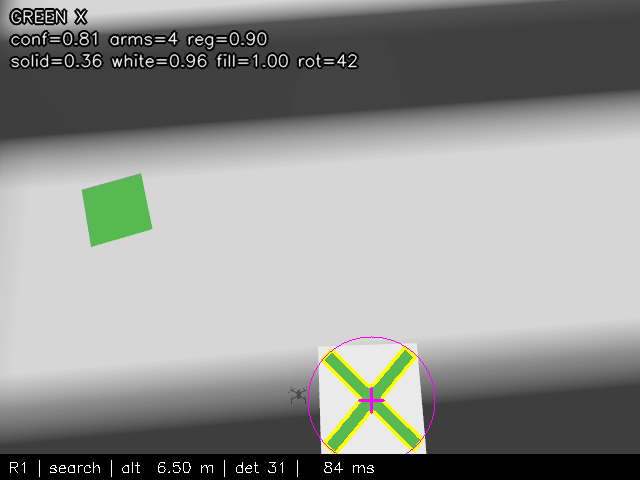 GREEN X
conf=0.81 arms=4 reg=0.90
solid=0.36 white=0.96 fill=1.00 rot=42
R1 | search | alt  6.50 m | det 31 |   84 ms